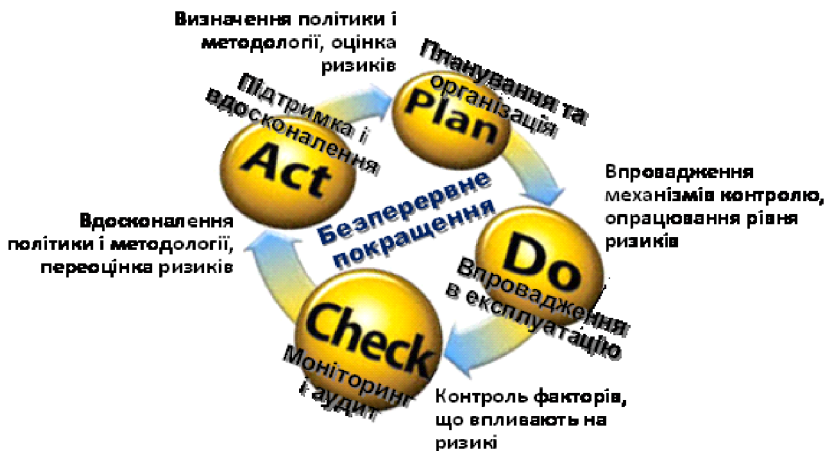 Визначення політики і
методології, оцінка
ризиків
Планування та
організація
Plan
Підтримка і
вдосконалення
Act
Безперервне
покращення
Впровадження
механізмів контролю,
опрацювання рівня
ризиків
Вдосконалення
політики і методології,
переоцінка ризиків
Do
Впровадження
в експлуатацію
Check
Моніторинг
і аудит
Контроль факторів,
що впливають на
ризикі